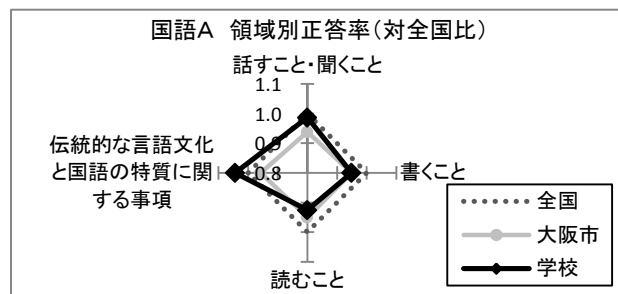 国語A 領域別正答率(対全国比)
話すこと・聞くこと
1.1
1.0
0.9
0.8
伝統的な言語文化
と国語の特質に関
する事項
書くこと
読むこと
全国
大阪市
学校